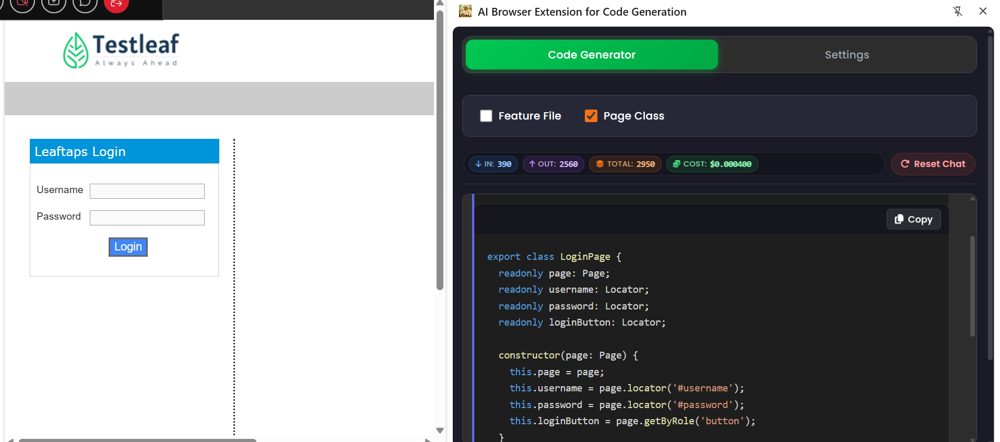 AI Browser Extension for Code Generation
Testleaf
Always Ahead
Code Generator
Settings
Feature File
Page Class
Leaftaps Login
IN: 390
OUT: 2560
TOTAL: 2950
COST: $0.000400
Reset Chat
Username
Password
Login
Copy
export class LoginPage {
readonly page: Page;
readonly username: Locator;
readonly password: Locator;
readonly loginButton: Locator;
constructor(page: Page) {
this.page = page;
this.username = page.locator('#username');
this.password = page.locator('#password');
this.loginButton = page.getByRole('button');
}